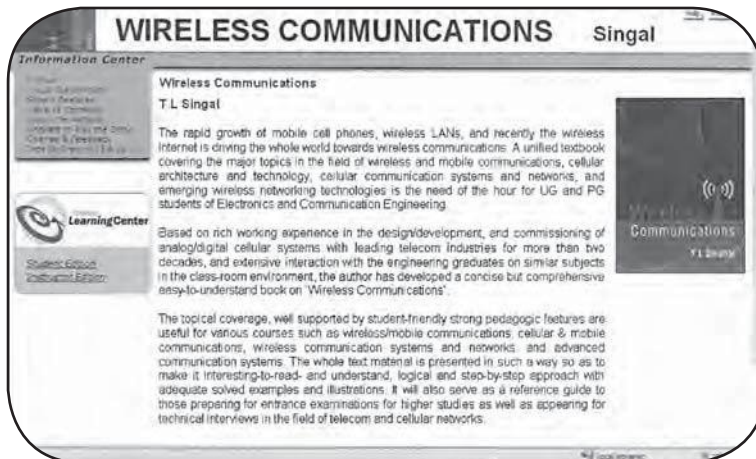 WIRELESS COMMUNICATIONS Singal
Information Center
LearningCenter
Student Edition
Instructor Edition
Wireless Communications
T.L Singal
The rapid growth of mobile cell phones, wireless LANs, and recently the wireless
Internet is driving the whole world towards wireless communications. A unified textbook
covering the major topics in the field of wireless and mobile communications, cellular
architecture and technology, cellular communication systems and networks, and
emerging wireless networking technologies is the need of the hour for UG and PG
students of Electronics and Communication Engineering.
Based on rich working experience in the design/development, and commissioning of
analog/digital cellular systems with leading telecom industries for more than two
decades, and extensive interaction with the engineering graduates on similar subjects
in the class-room environment, the author has developed a concise but comprehensive
easy-to-understand book on 'Wireless Communications'.
The topical coverage, well supported by student-friendly strong pedagogic features are
useful for various courses such as wireless/mobile communications, cellular & mobile
communications, wireless communication systems and networks, and advanced
communication systems. The whole text material is presented in such a way so as to
make it interesting-to-read- and understand, logical and step-by-step approach with
adequate solved examples and illustrations. It will also serve as a reference guide to
those preparing for entrance examinations for higher studies as well as appearing for
technical interviews in the field of telecom and cellular networks.
Wireless
Communications
T L Singal